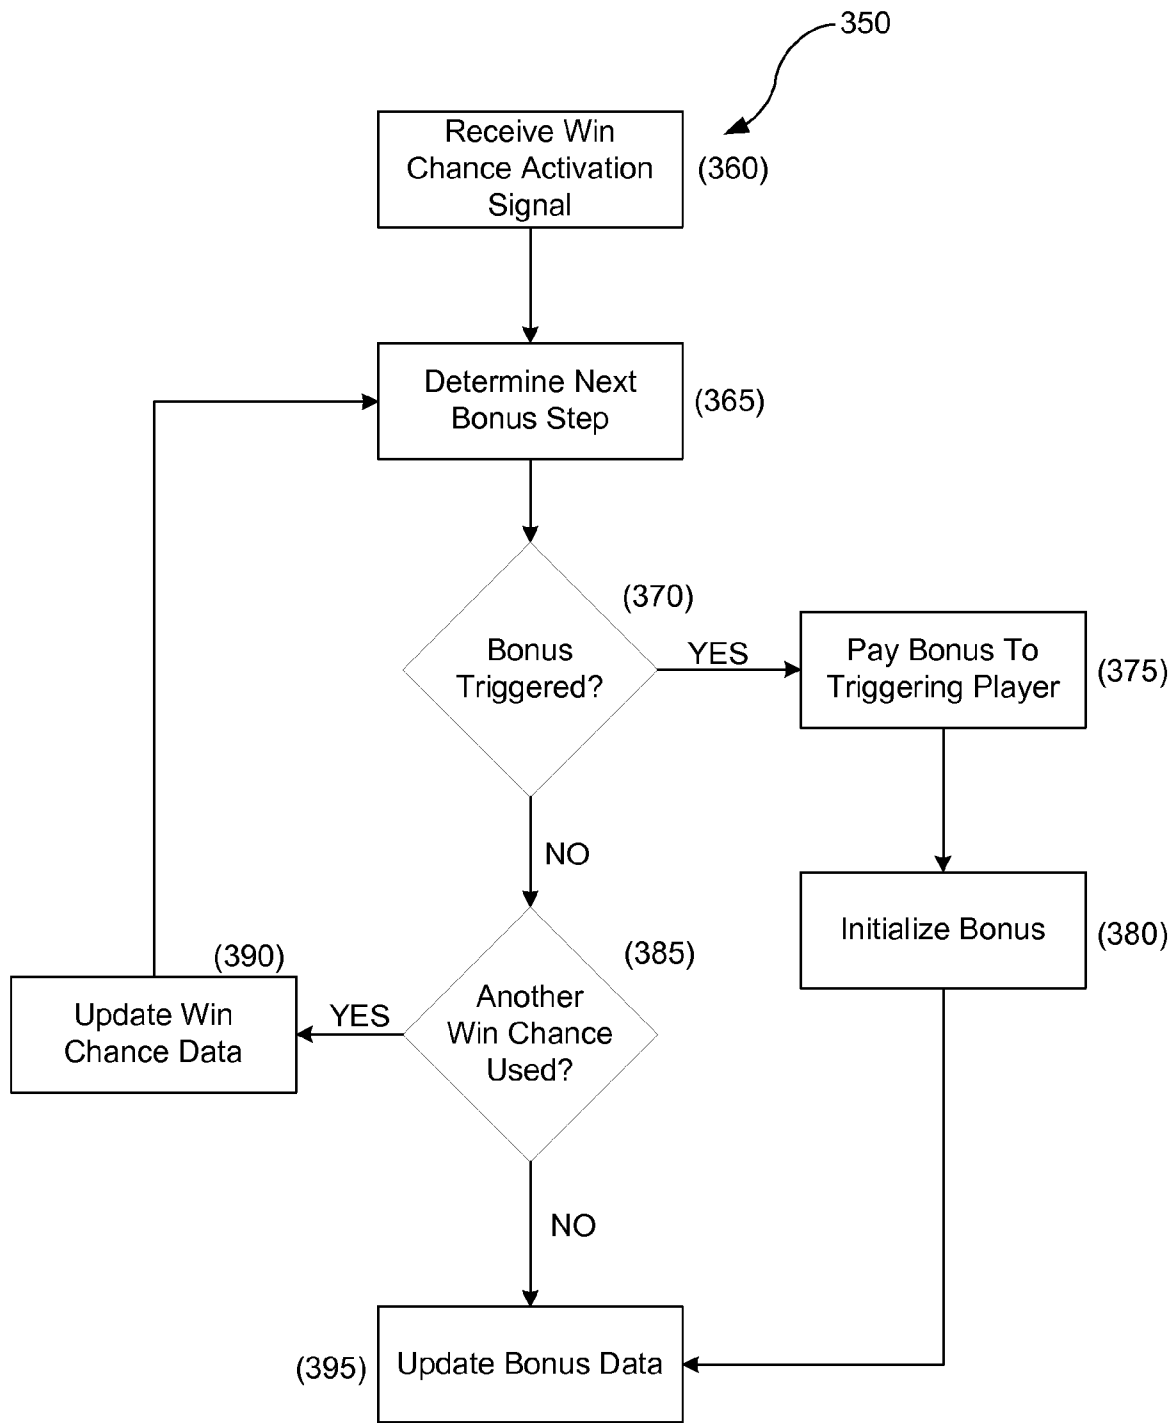 350
Receive Win
Chance Activation
Signal
(360)
Determine Next
Bonus Step
(365)
(370)
Bonus
Triggered?
YES
Pay Bonus To
Triggering Player
(375)
NO
Initialize Bonus
(380)
(385)
(390)
Another
Win Chance
Used?
YES
Update Win
Chance Data
NO
(395)
Update Bonus Data